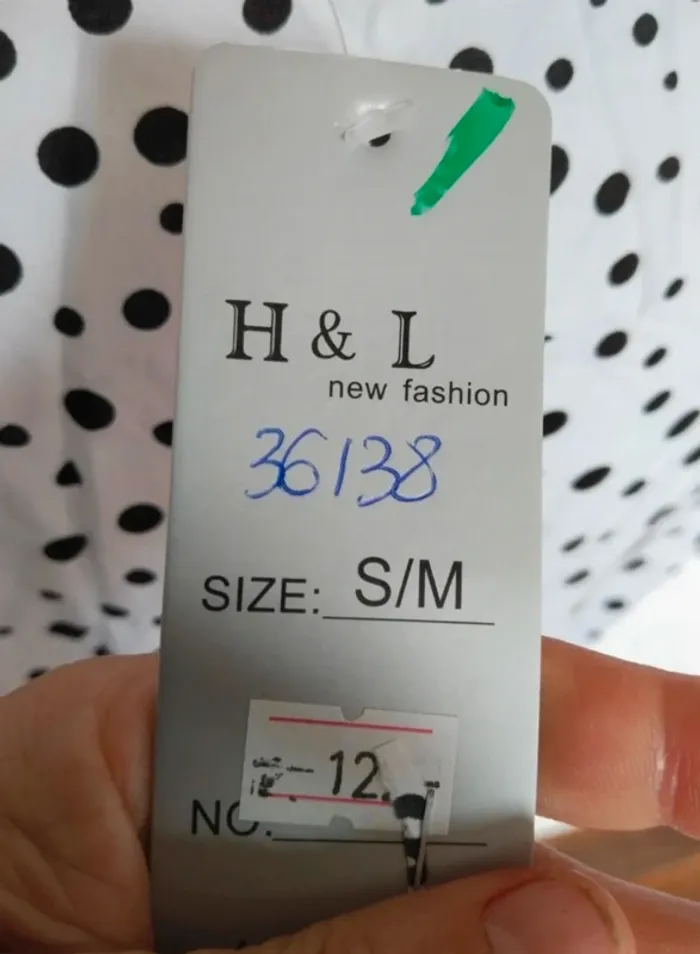 H & L
new fashion
36138
SIZE: S/M
12.
NO.